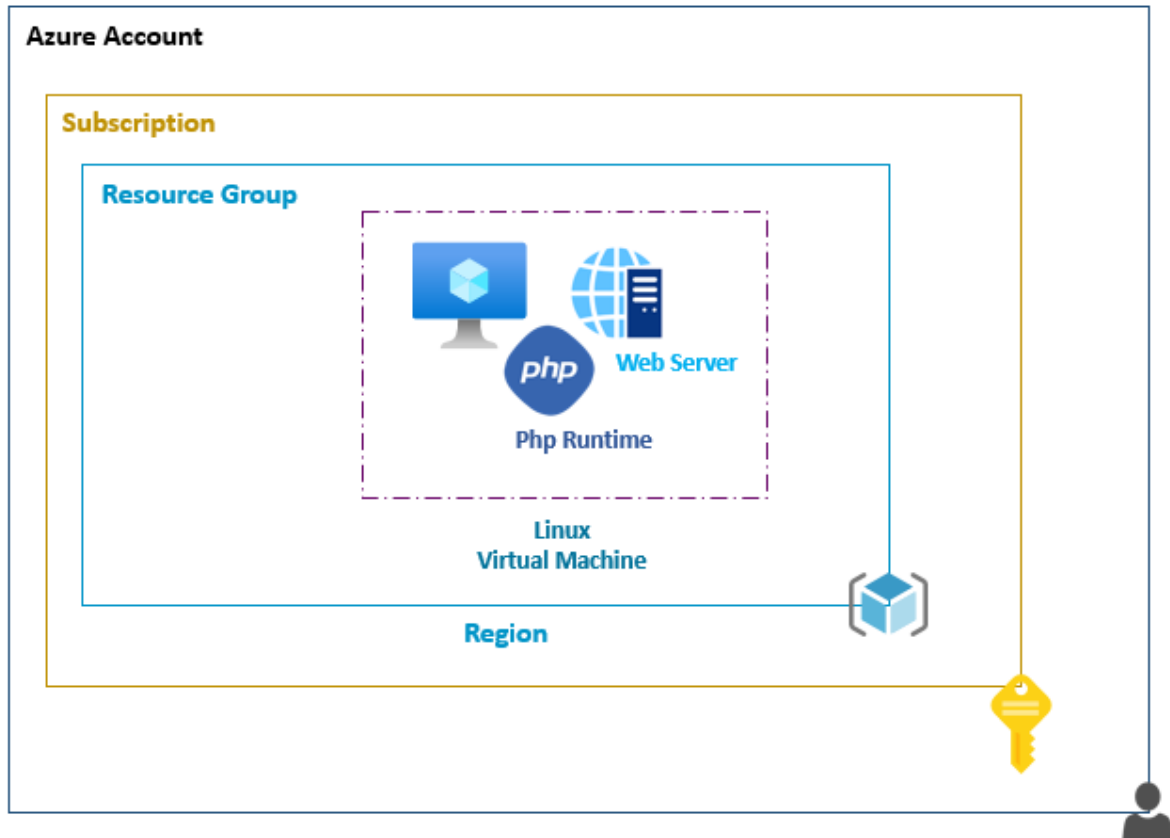 Azure Account
Subscription
Resource Group
php
Web Server
Php Runtime
Linux
Virtual Machine
Region